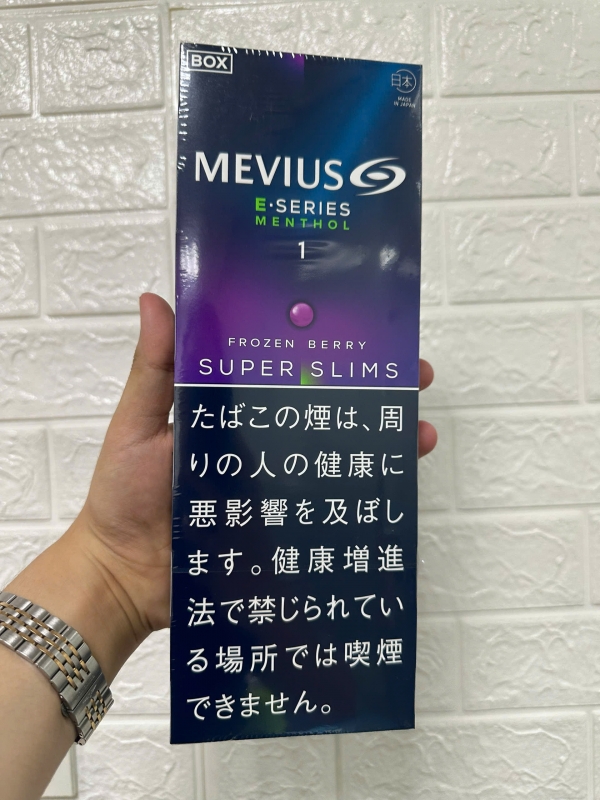 BOX
日本
MADE
IN JAPAN
MEVIUS
E·SERIES
MENTHOL
1
FROZEN BERRY
SUPER SLIMS
たばこの煙は、周
りの人の健康に
悪影響を及ぼし
ます。健康増進
法で禁じられてい
る場所では喫煙
できません。